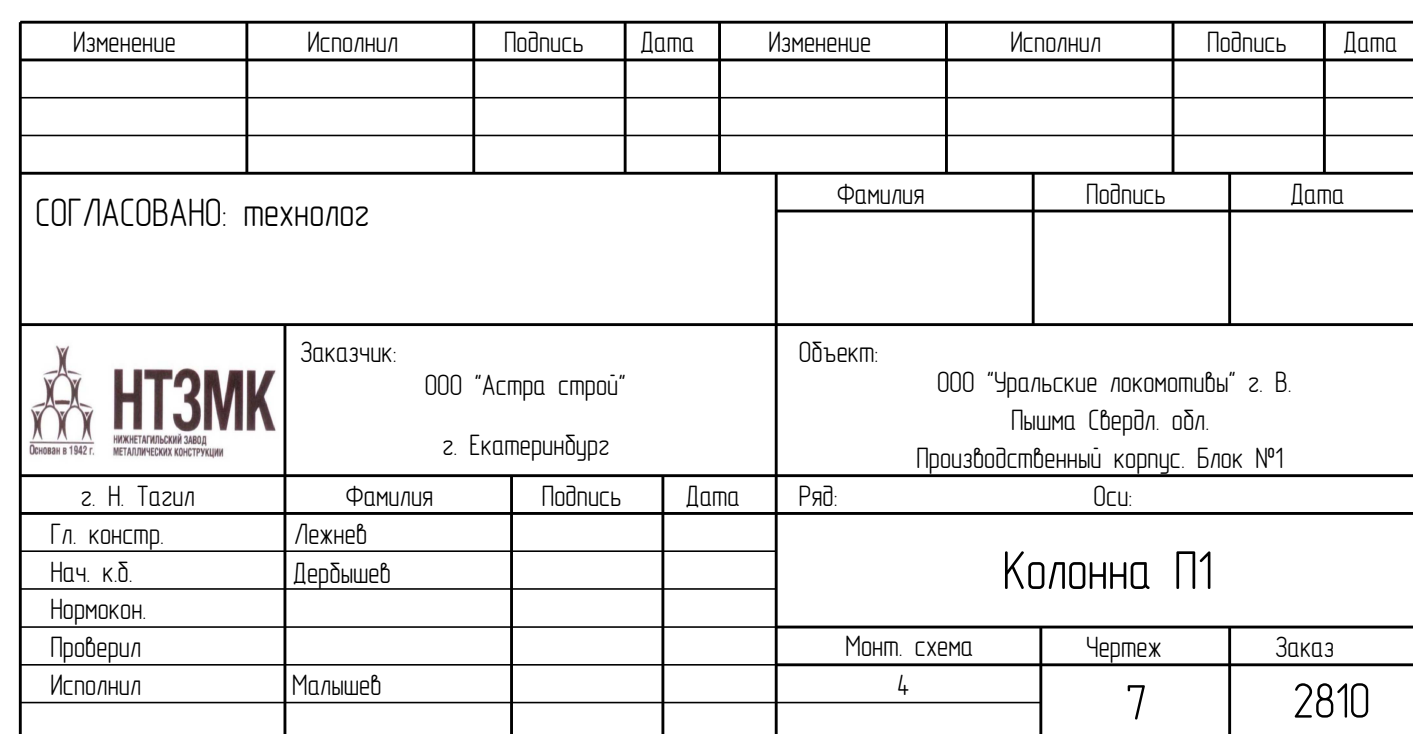 Изменение Исполнил Подпись Дата Изменение Исполнил Подпись Дата
Фамилия Подпись Дата
СОГЛАСОВАНО: технолог
НТЗМК
НИЖНЕТАГИЛЬСКИЙ ЗАВОД
МЕТАЛЛИЧЕСКИХ КОНСТРУКЦИИ
Основан в 1942 г.
Заказчик:
ООО "Астра строй"
г. Екатеринбург
Объект:
ООО "Уральские локомотивы" г. В.
Пышма Свердл. обл.
Производственный корпус. Блок №1
г. Н. Тагил Фамилия Подпись Дата Ряд: Оси:
Гл. констр. Лежнев
Нач. к.б. Дербышев
Колонна П1
Нормокон.
Проверил Монт. схема Чертеж Заказ
Исполнил Малышев 4 7 2810